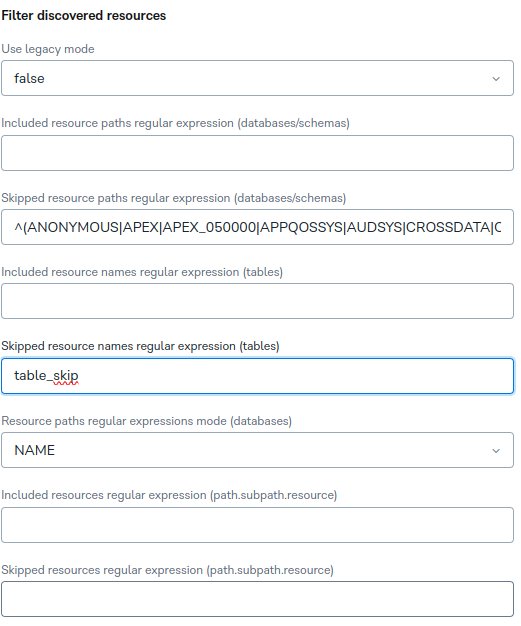 Filter discovered resources
Use legacy mode
false
Included resource paths regular expression (databases/schemas)
Skipped resource paths regular expression (databases/schemas)
^(ANONYMOUS|APEX|APEX_050000|APPQOSSYS|AUDSYS|CROSSDATA|C
Included resource names regular expression (tables)
Skipped resource names regular expression (tables)
table_skip
Resource paths regular expressions mode (databases)
NAME
Included resources regular expression (path.subpath.resource)
Skipped resources regular expression (path.subpath.resource)